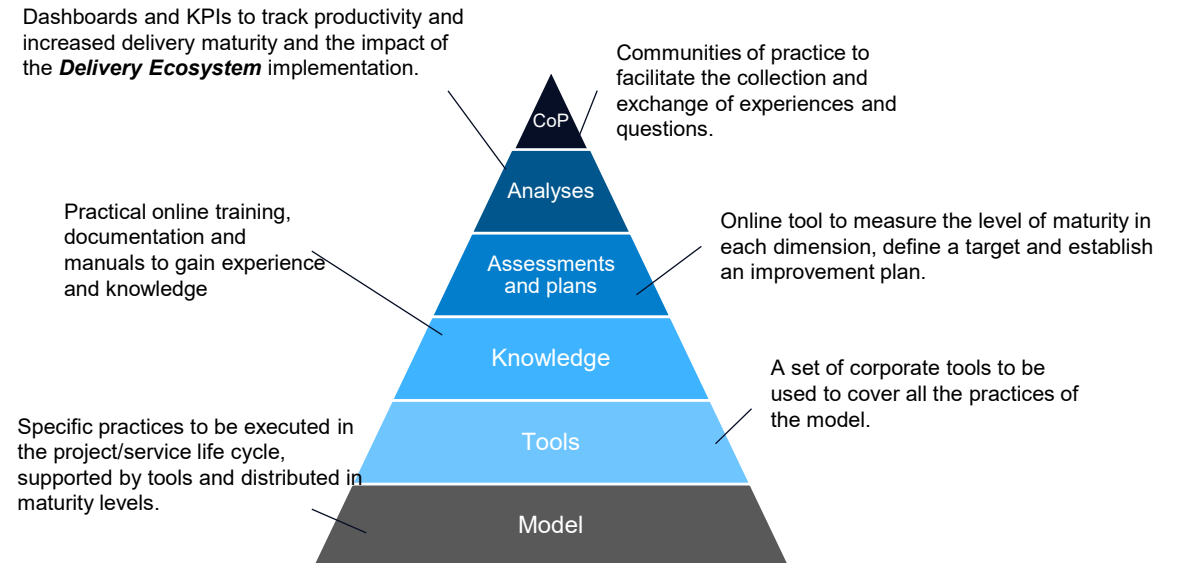 Dashboards and KPIs to track productivity and
increased delivery maturity and the impact of
the Delivery Ecosystem implementation.
Communities of practice to
facilitate the collection and
exchange of experiences and
questions.
CoP
Analyses
Practical online training,
documentation and
manuals to gain experience
and knowledge
Online tool to measure the level of maturity in
each dimension, define a target and establish
an improvement plan.
Assessments
and plans
Knowledge
A set of corporate tools to be
used to cover all the practices of
the model.
Tools
Specific practices to be executed in
the project/service life cycle,
supported by tools and distributed in
maturity levels.
Model